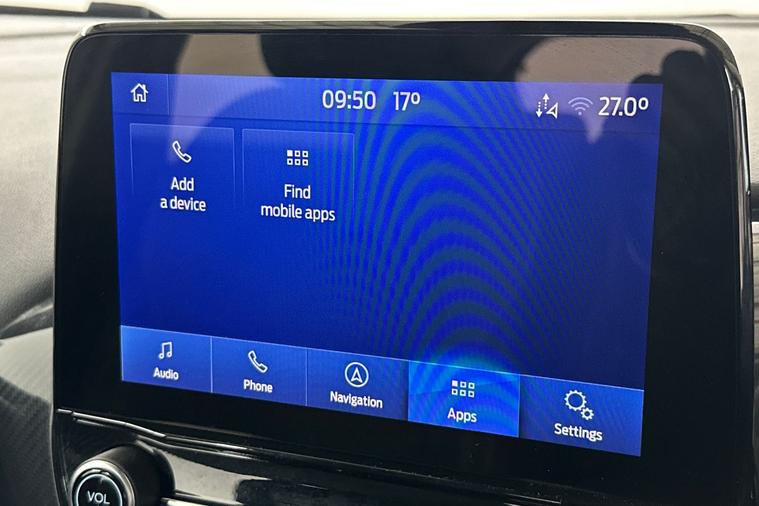 09:50 17º 27.0º
Add
a device
Find
mobile apps
Audio
Phone
Navigation
Apps
Settings
VOL